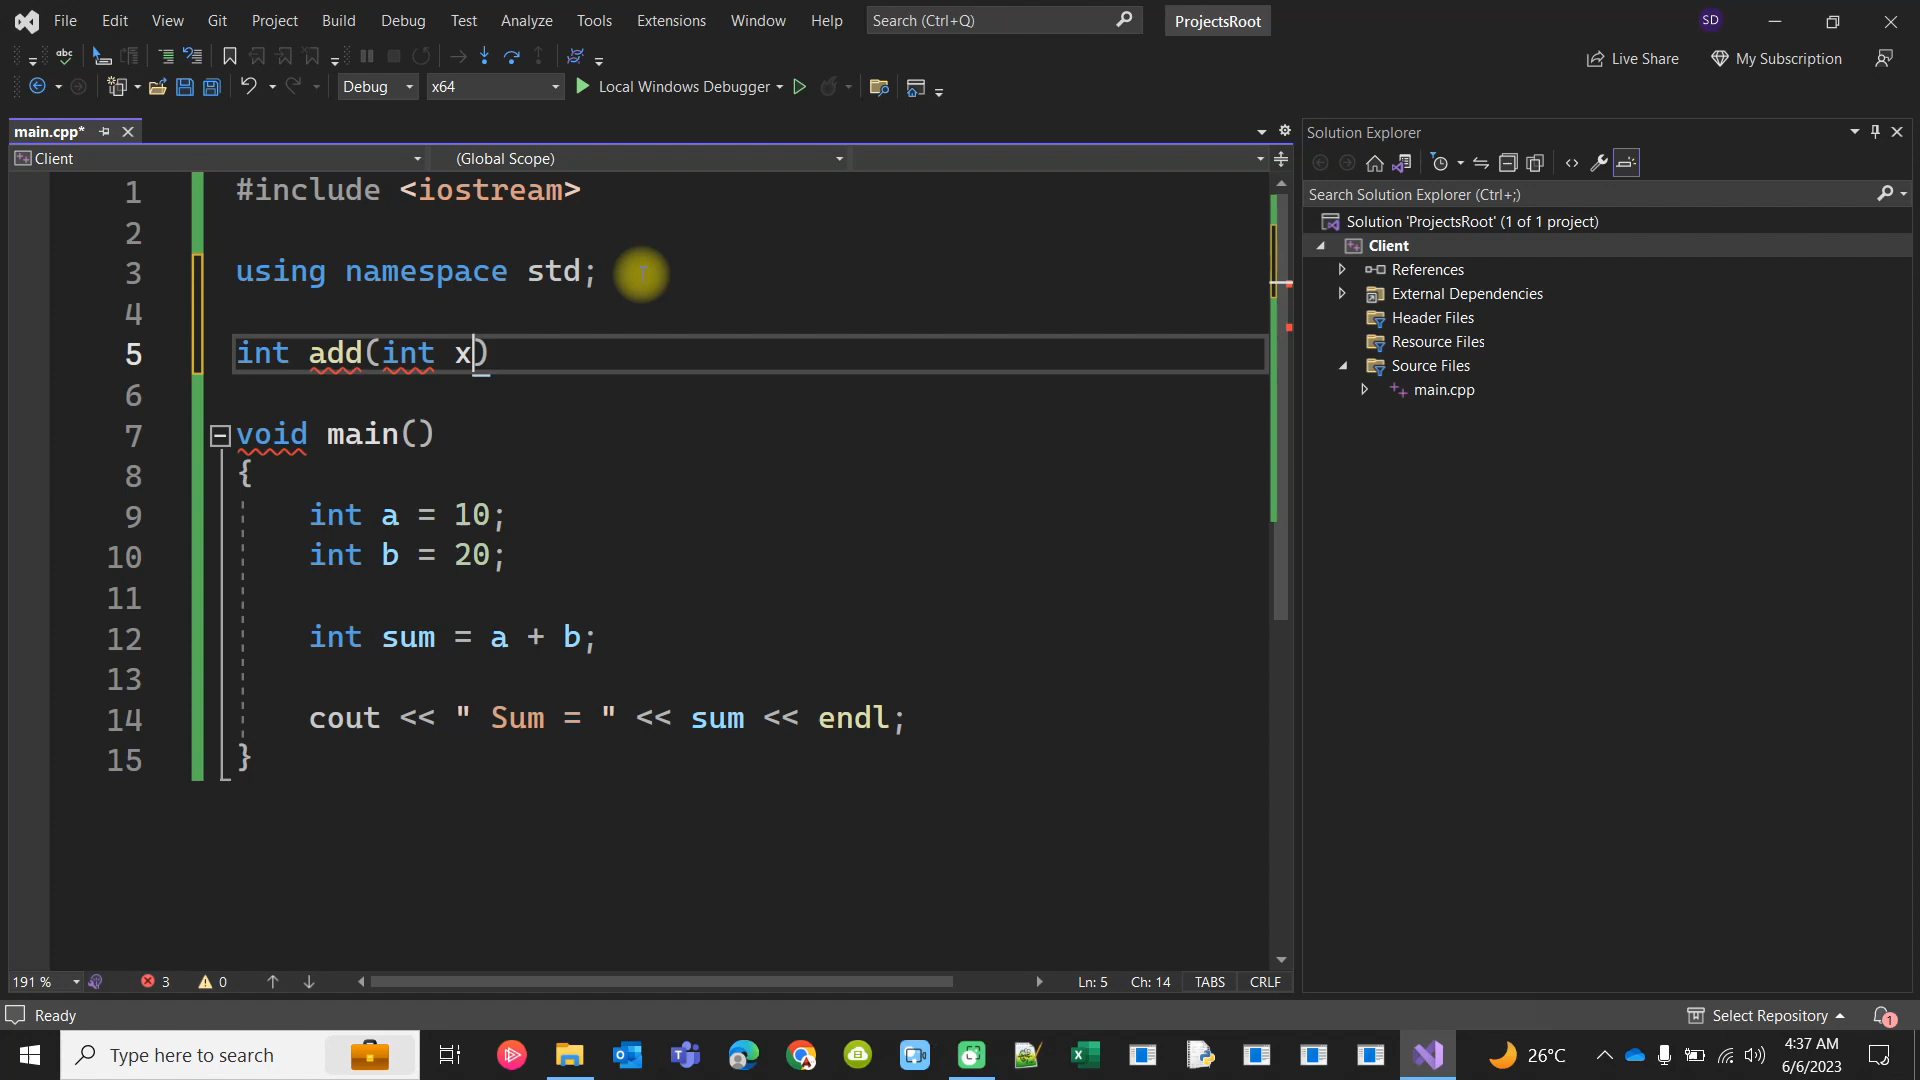 File Edit View Git Project Build Debug Test Analyze Tools Extensions Window Help Search (Ctrl+Q) ProjectsRoot SD
Live Share My Subscription
Debug x64 Local Windows Debugger
main.cpp*
Client (Global Scope)
1 #include <iostream>
2
3 using namespace std;
4
5 int add(int x)
6
7 void main()
8 {
9 int a = 10;
10 int b = 20;
11
12 int sum = a + b;
13
14 cout << " Sum = " << sum << endl;
15 }
191 % 3 0 Ln: 5 Ch: 14 TABS CRLF
Solution Explorer
Search Solution Explorer (Ctrl+;)
Solution 'ProjectsRoot' (1 of 1 project)
Client
References
External Dependencies
Header Files
Resource Files
Source Files
main.cpp
Ready Select Repository 1
Type here to search 26°C 4:37 AM
6/6/2023